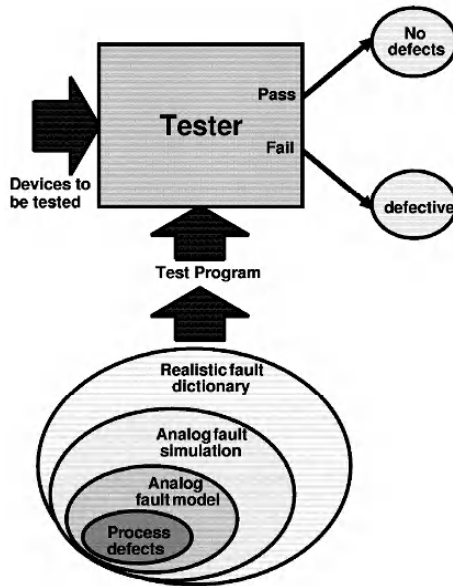 No
defects
Pass
Tester
Fail
Devices to
be tested
defective
Test Program
Realistic fault
dictionary
Analog fault
simulation
Analog
fault model
Process
defects